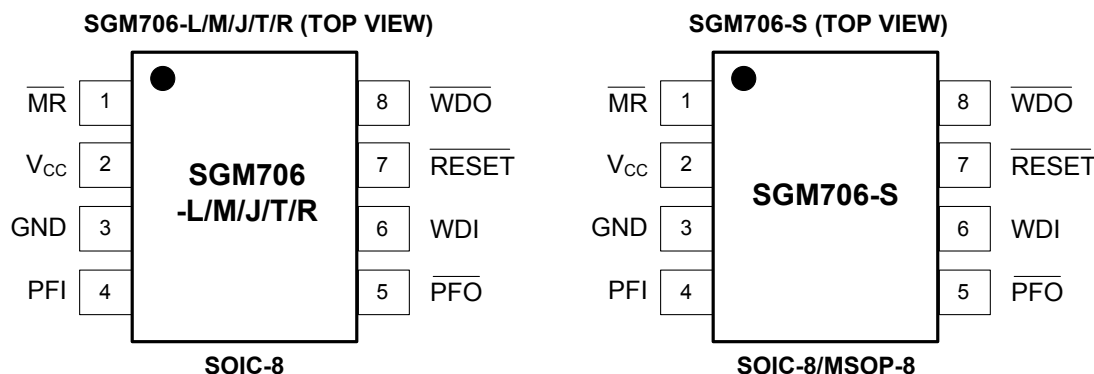 SGM706-L/M/J/T/R (TOP VIEW)
MR 1
8 WDO
VCC 2
7 RESET
SGM706
-L/M/J/T/R
GND 3
6 WDI
PFI 4
5 PFO
SOIC-8
SGM706-S (TOP VIEW)
MR 1
8 WDO
VCC 2
7 RESET
SGM706-S
GND 3
6 WDI
PFI 4
5 PFO
SOIC-8/MSOP-8